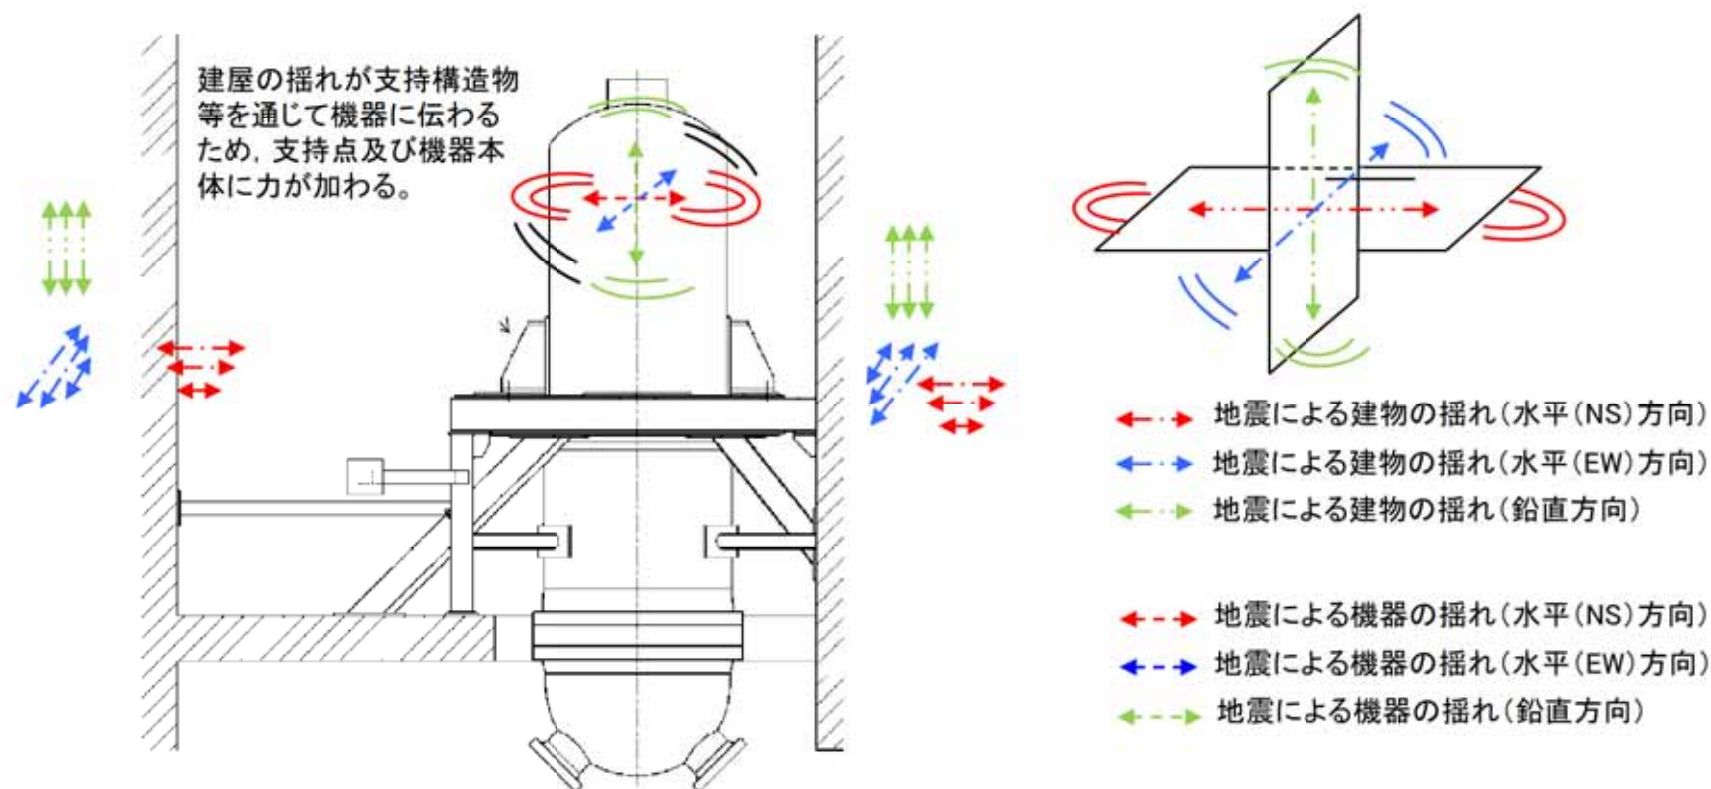 建屋の揺れが支持構造物
等を通じて機器に伝わる
ため，支持点及び機器本
体に力が加わる。
地震による建物の揺れ（水平（NS）方向）
地震による建物の揺れ（水平（EW）方向）
地震による建物の揺れ（鉛直方向）
地震による機器の揺れ（水平（NS）方向）
地震による機器の揺れ（水平（EW）方向）
地震による機器の揺れ（鉛直方向）